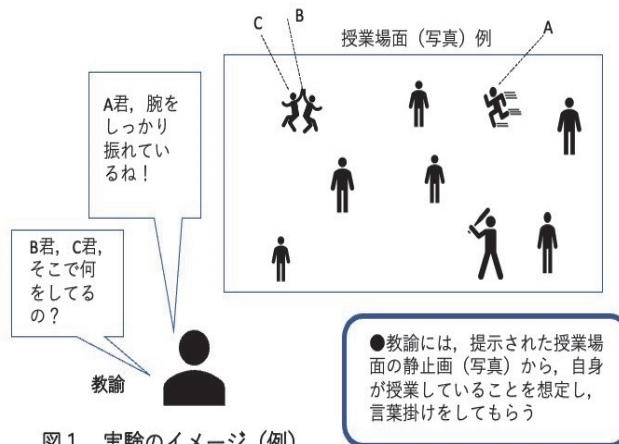 授業場面（写真）例
C
B
A
A君，腕を
しっかり
振れてい
るね！
B君，C君，
そこで何
をしてる
の？
教諭
●教諭には，提示された授業場
面の静止画（写真）から，自身
が授業していることを想定し，
言葉掛けをしてもらう
図１　実験のイメージ（例）